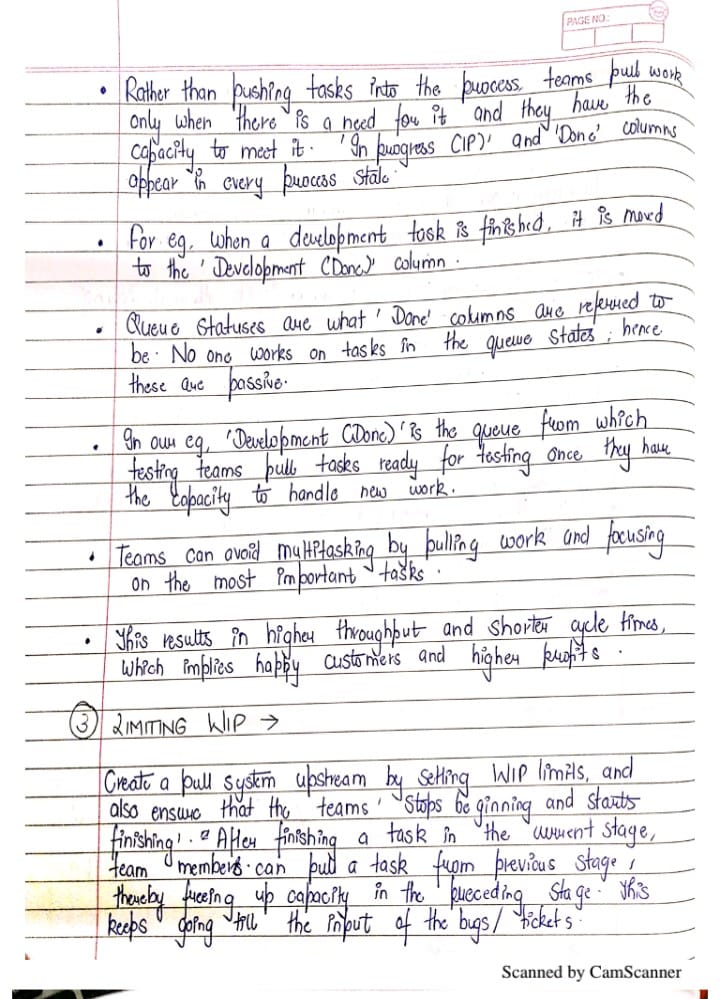 PAGE NO.:
• Rather than pushing tasks into the process, teams pull work
only when there is a need for it and they have the
capacity to meet it. 'In progress (IP)' and 'Done' columns
appear in every process state.
• For eg, when a development task is finished, it is moved
to the 'Development (Done)' column.
• Queue statuses are what 'Done' columns are referred to
be. No one works on tasks in the queue states; hence
these are passive.
• In our eg, 'Development (Done)' is the queue from which
testing teams pull tasks ready for testing once they have
the capacity to handle new work.
• Teams can avoid multitasking by pulling work and focusing
on the most important tasks.
• This results in higher throughput and shorter cycle times,
which implies happy customers and higher profits.
③ LIMITING WIP →
Create a pull system upstream by setting WIP limits, and
also ensure that the teams 'Stops beginning and starts
finishing'. After finishing a task in the current stage,
team members can pull a task from previous stage,
thereby freeing up capacity in the preceding stage. This
keeps going till the input of the bugs/ tickets.
Scanned by CamScanner